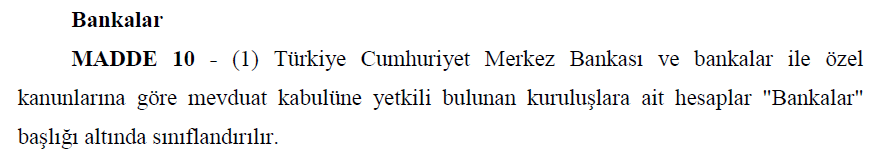 Bankalar
MADDE 10 - (1) Türkiye Cumhuriyet Merkez Bankası ve bankalar ile özel
kanunlarına göre mevduat kabulüne yetkili bulunan kuruluşlara ait hesaplar "Bankalar"
başlığı altında sınıflandırılır.